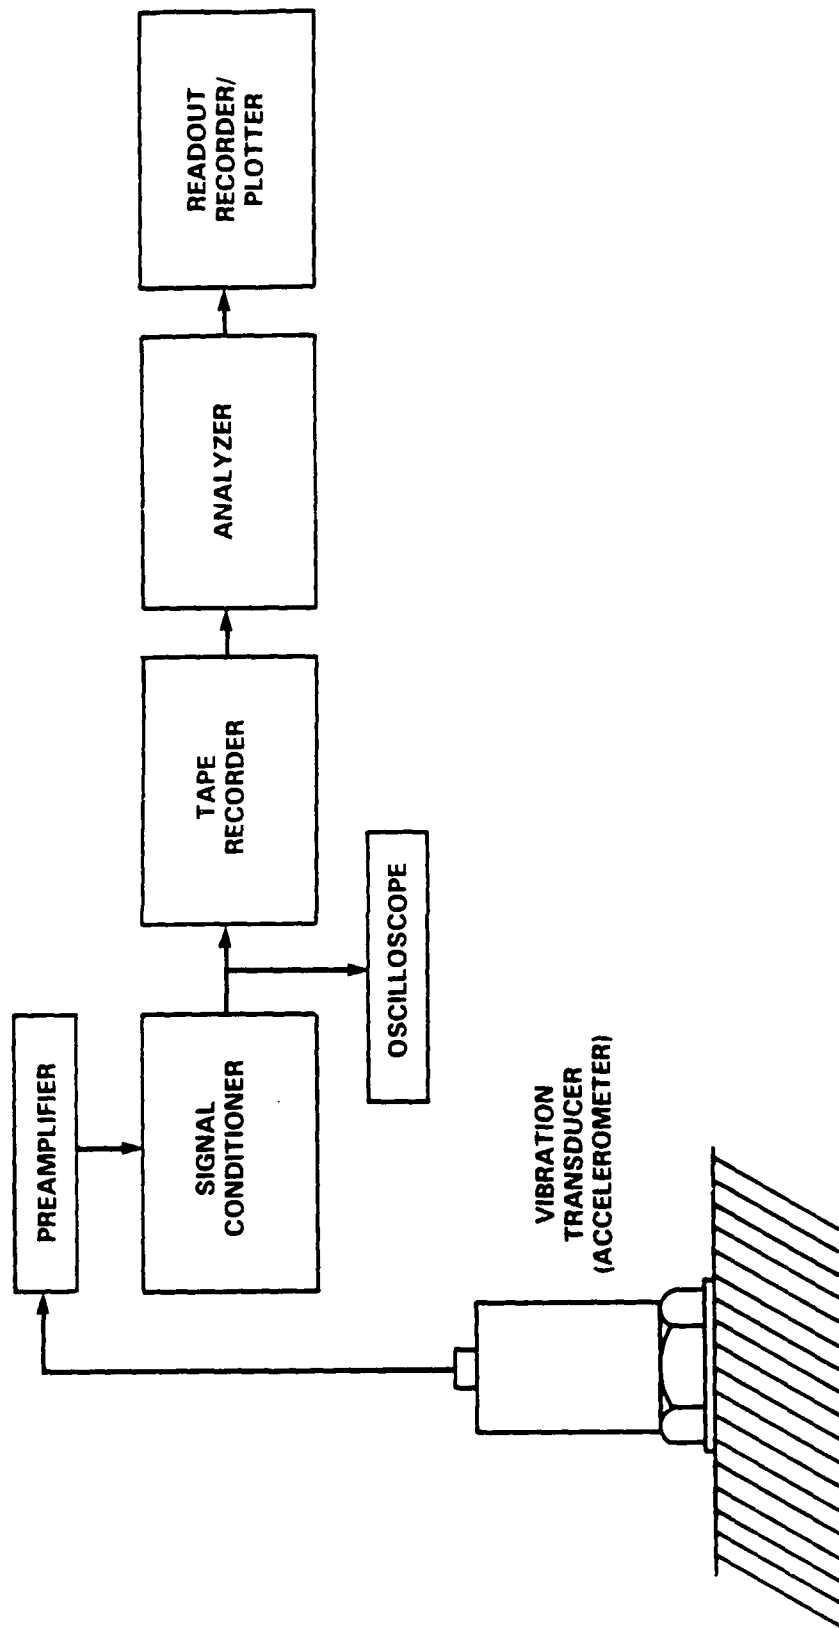 PREAMPLIFIER
SIGNAL
CONDITIONER
OSCILLOSCOPE
TAPE
RECORDER
ANALYZER
READOUT
RECORDER/
PLOTTER
VIBRATION
TRANSDUCER
(ACCELEROMETER)